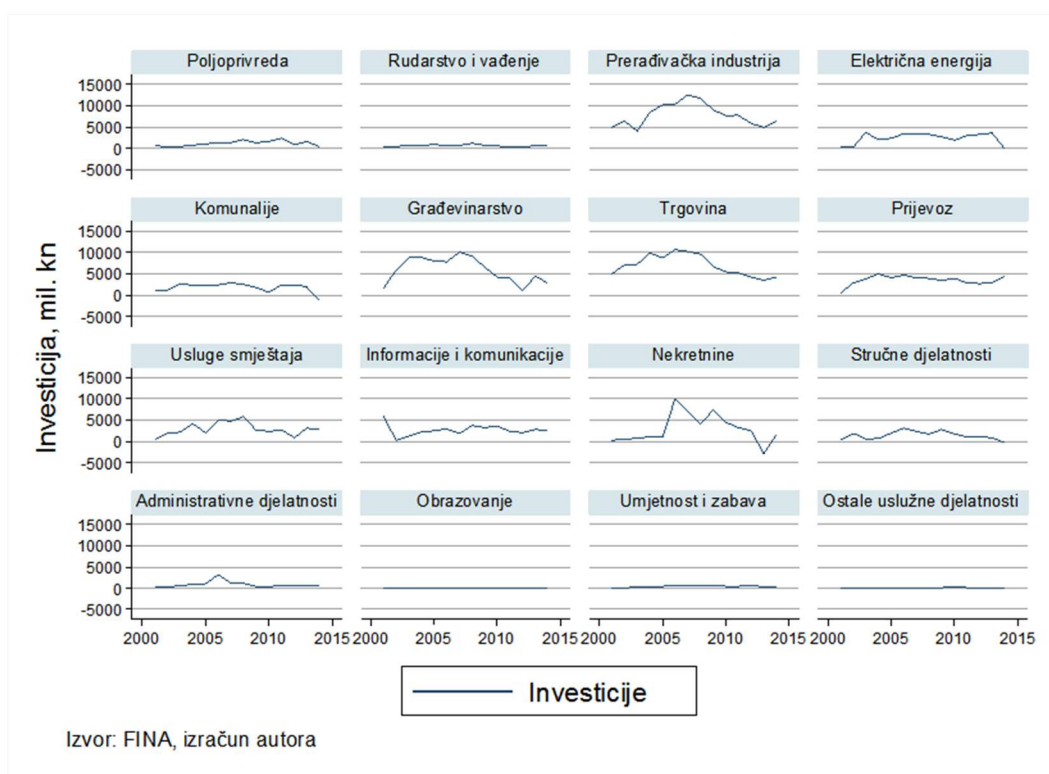 Poljoprivreda Rudarstvo i vađenje Prerađivačka industrija Električna energija
15000
10000
5000
0
-5000
Komunalije Građevinarstvo Trgovina Prijevoz
15000
10000
5000
0
-5000
Investicija, mil. kn
Usluge smještaja Informacije i komunikacije Nekretnine Stručne djelatnosti
15000
10000
5000
0
-5000
Administrativne djelatnosti Obrazovanje Umjetnost i zabava Ostale uslužne djelatnosti
15000
10000
5000
0
-5000
2000 2005 2010 2015 2000 2005 2010 2015 2000 2005 2010 2015 2000 2005 2010 2015
Investicije
Izvor: FINA, izračun autora